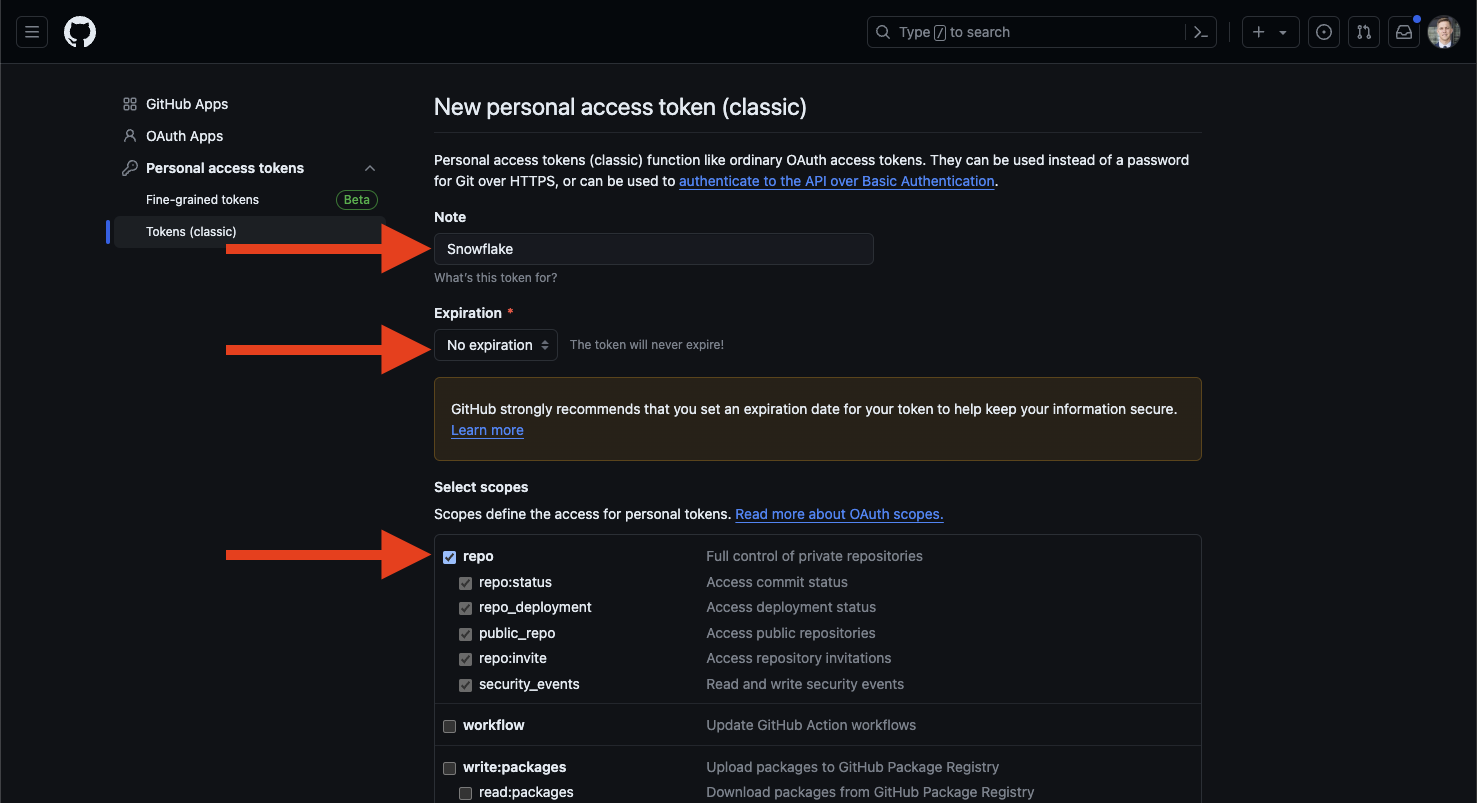 Type / to search
GitHub Apps
OAuth Apps
Personal access tokens
Fine-grained tokens Beta
Tokens (classic)
New personal access token (classic)
Personal access tokens (classic) function like ordinary OAuth access tokens. They can be used instead of a password
for Git over HTTPS, or can be used to authenticate to the API over Basic Authentication.
Note
Snowflake
What's this token for?
Expiration *
No expiration The token will never expire!
GitHub strongly recommends that you set an expiration date for your token to help keep your information secure.
Learn more
Select scopes
Scopes define the access for personal tokens. Read more about OAuth scopes.
repo Full control of private repositories
repo:status Access commit status
repo_deployment Access deployment status
public_repo Access public repositories
repo:invite Access repository invitations
security_events Read and write security events
workflow Update GitHub Action workflows
write:packages Upload packages to GitHub Package Registry
read:packages Download packages from GitHub Package Registry